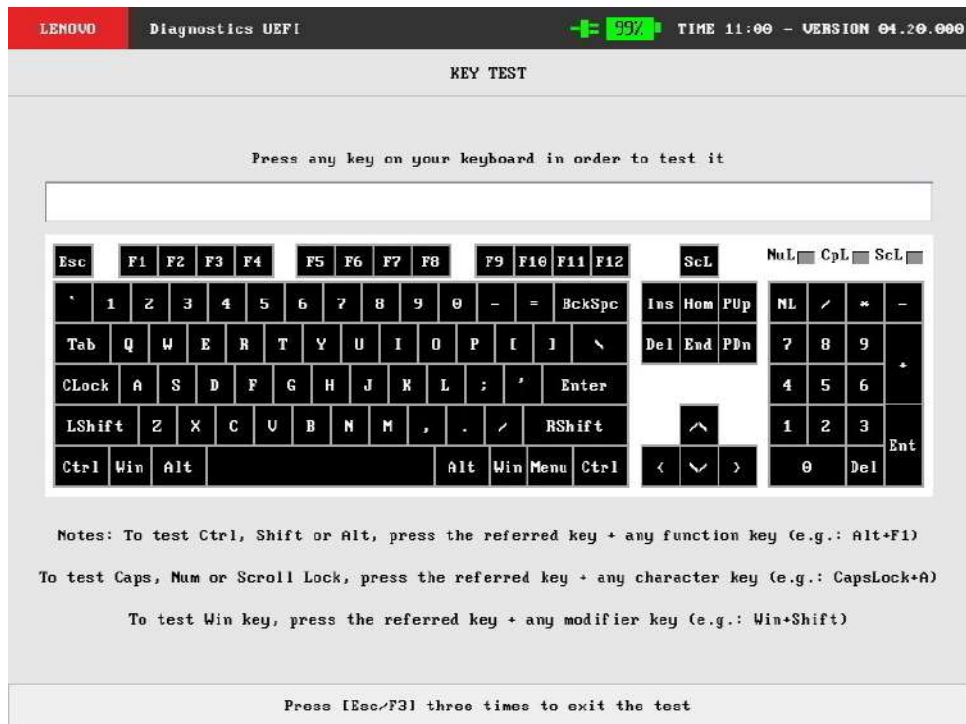 LENOVO Diagnostics UEFI 99% TIME 11:00 - VERSION 04.20.000
KEY TEST
Press any key on your keyboard in order to test it
Esc F1 F2 F3 F4 F5 F6 F7 F8 F9 F10 F11 F12 ScL NuL CpL ScL
` 1 2 3 4 5 6 7 8 9 0 - = BckSpc Ins Hom PUp NL / * -
Tab Q W E R T Y U I O P [ ] \ Del End PDn 7 8 9 +
CLock A S D F G H J K L ; ' Enter 4 5 6
LShift Z X C V B N M , . / RShift /\ 1 2 3 Ent
Ctrl Win Alt Alt Win Menu Ctrl < \/ > 0 Del
Notes: To test Ctrl, Shift or Alt, press the referred key + any function key (e.g.: Alt+F1)
To test Caps, Num or Scroll Lock, press the referred key + any character key (e.g.: CapsLock+A)
To test Win key, press the referred key + any modifier key (e.g.: Win+Shift)
Press [Esc/F3] three times to exit the test